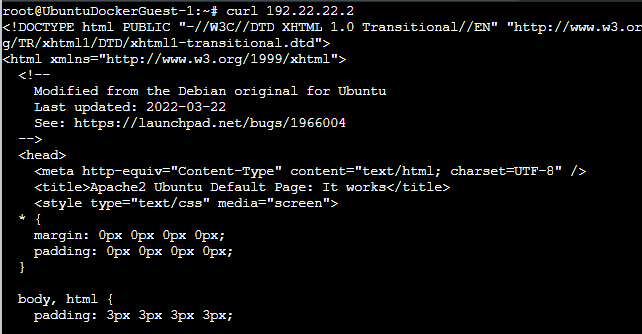 root@UbuntuDockerGuest-1:~# curl 192.22.22.2
<!DOCTYPE html PUBLIC "-//W3C//DTD XHTML 1.0 Transitional//EN" "http://www.w3.or
g/TR/xhtml1/DTD/xhtml1-transitional.dtd">
<html xmlns="http://www.w3.org/1999/xhtml">
  <!--
    Modified from the Debian original for Ubuntu
    Last updated: 2022-03-22
    See: https://launchpad.net/bugs/1966004
  -->
  <head>
    <meta http-equiv="Content-Type" content="text/html; charset=UTF-8" />
    <title>Apache2 Ubuntu Default Page: It works</title>
    <style type="text/css" media="screen">
  * {
    margin: 0px 0px 0px 0px;
    padding: 0px 0px 0px 0px;
  }

  body, html {
    padding: 3px 3px 3px 3px;